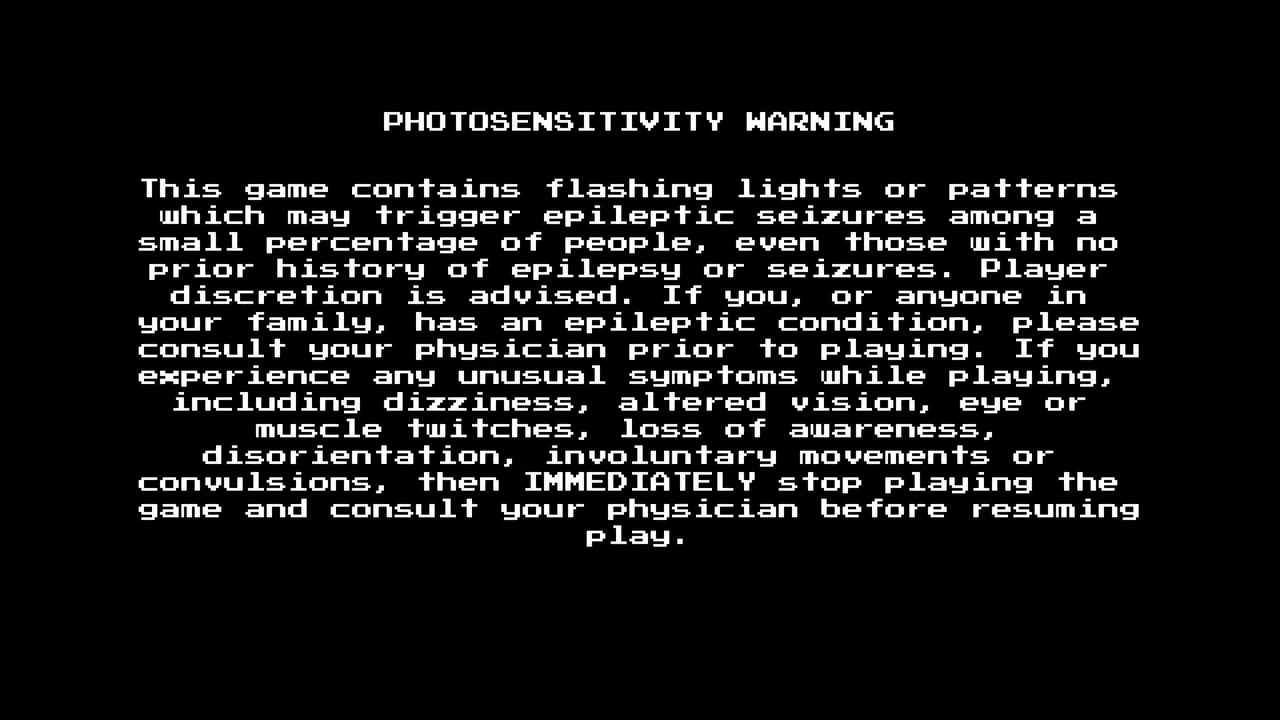 PHOTOSENSITIVITY WARNING
This game contains flashing lights or patterns
which may trigger epileptic seizures among a
small percentage of people, even those with no
prior history of epilepsy or seizures. Player
discretion is advised. If you, or anyone in
your family, has an epileptic condition, please
consult your physician prior to playing. If you
experience any unusual symptoms while playing,
including dizziness, altered vision, eye or
muscle twitches, loss of awareness,
disorientation, involuntary movements or
convulsions, then IMMEDIATELY stop playing the
game and consult your physician before resuming
play.